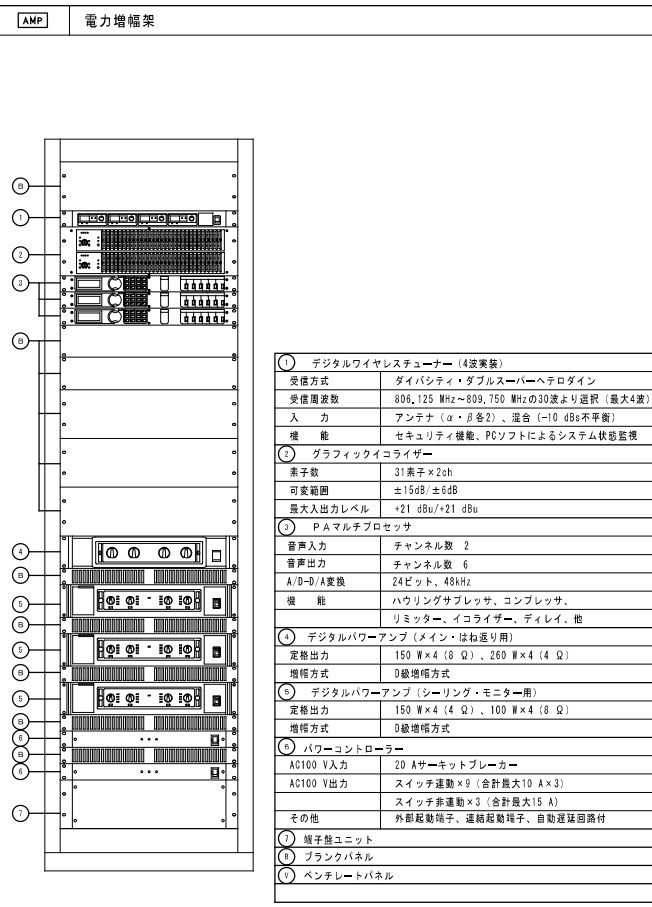 AMP 電力増幅架
B
1
2
3
B
4
B
5
B
5
B
5
B
6
B
6
7
1 デジタルワイヤレスチューナー（4波実装）
受信方式 ダイバシティ・ダブルスーパーヘテロダイン
受信周波数 806.125 MHz～809.750 MHzの30波より選択（最大4波）
入 力 アンテナ（α・β各2）、混合（-10 dBs不平衡）
機 能 セキュリティ機能、PCソフトによるシステム状態監視
2 グラフィックイコライザー
素子数 31素子×2ch
可変範囲 ±15dB/±6dB
最大入出力レベル +21 dBu/+21 dBu
3 PAマルチプロセッサ
音声入力 チャンネル数 2
音声出力 チャンネル数 6
A/D-D/A変換 24ビット、48kHz
機 能 ハウリングサプレッサ、コンプレッサ、
リミッター、イコライザー、ディレイ、他
4 デジタルパワーアンプ（メイン・はね返り用）
定格出力 150 W×4（8 Ω）、260 W×4（4 Ω）
増幅方式 D級増幅方式
5 デジタルパワーアンプ（シーリング・モニター用）
定格出力 150 W×4（4 Ω）、100 W×4（8 Ω）
増幅方式 D級増幅方式
6 パワーコントローラー
AC100 V入力 20 Aサーキットブレーカー
AC100 V出力 スイッチ連動×9（合計最大10 A×3）
スイッチ非連動×3（合計最大15 A）
その他 外部起動端子、連結起動端子、自動遅延回路付
7 端子盤ユニット
B ブランクパネル
V ベンチレートパネル